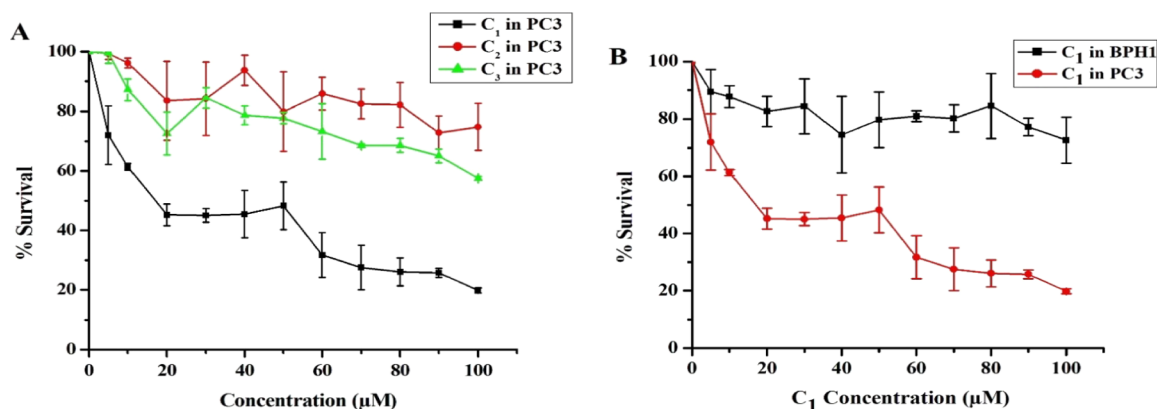 A
C₁ in PC3
C₂ in PC3
C₃ in PC3
% Survival
100
80
60
40
20
0
0 20 40 60 80 100
Concentration (µM)
B
C₁ in BPH1
C₁ in PC3
% Survival
100
80
60
40
20
0
0 20 40 60 80 100
C₁ Concentration (µM)